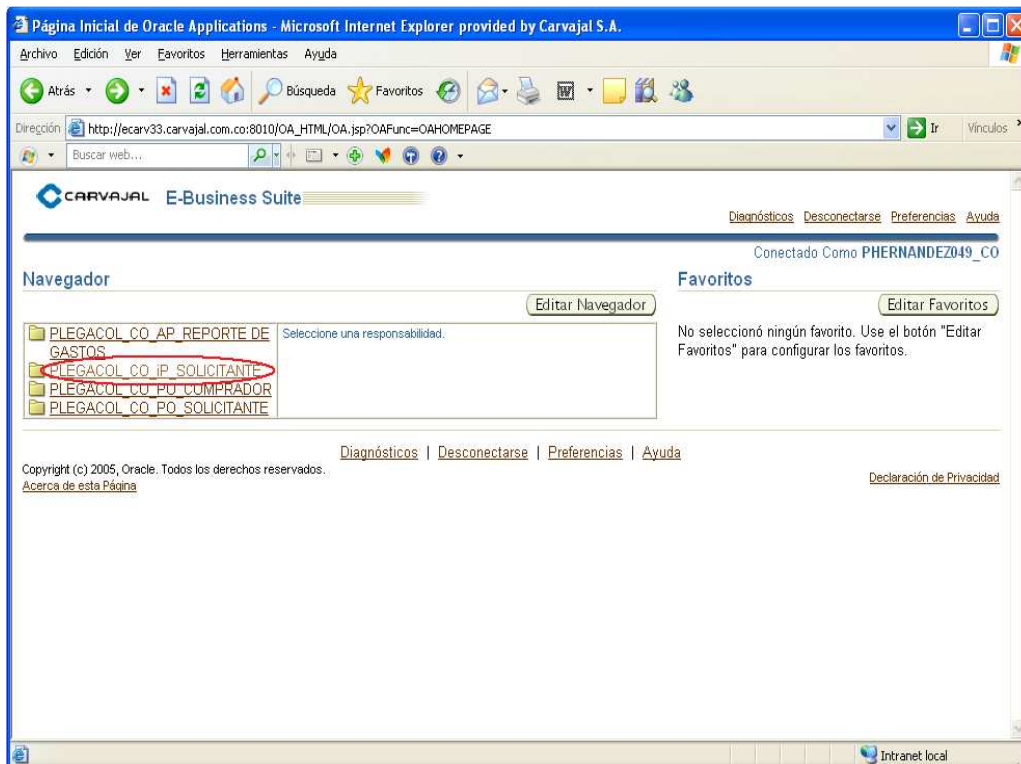 Página Inicial de Oracle Applications - Microsoft Internet Explorer provided by Carvajal S.A.
Archivo Edición Ver Favoritos Herramientas Ayuda
Atrás Búsqueda Favoritos
Dirección http://ecarv33.carvajal.com.co:8010/OA_HTML/OA.jsp?OAFunc=OAHOMEPAGE Ir Vínculos
Buscar web...
CARVAJAL E-Business Suite
Diagnósticos Desconectarse Preferencias Ayuda
Conectado Como PHERNANDEZ049_CO
Navegador
Editar Navegador
PLEGACOL_CO_AP_REPORTE DE
GASTOS
PLEGACOL_CO_iP_SOLICITANTE
PLEGACOL_CO_PO_COMPRADOR
PLEGACOL_CO_PO_SOLICITANTE
Seleccione una responsabilidad.
Favoritos
Editar Favoritos
No seleccionó ningún favorito. Use el botón "Editar
Favoritos" para configurar los favoritos.
Diagnósticos | Desconectarse | Preferencias | Ayuda
Copyright (c) 2005, Oracle. Todos los derechos reservados.
Acerca de esta Página
Declaración de Privacidad
Intranet local